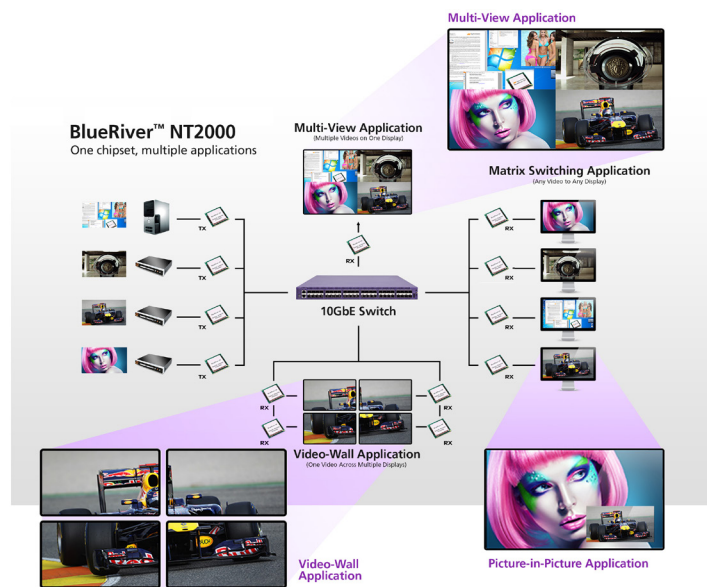 Multi-View Application
BlueRiver™ NT2000
One chipset, multiple applications
Multi-View Application
(Multiple Videos on One Display)
Matrix Switching Application
(Any Video to Any Display)
TX
RX
RX
TX
RX
RX
10GbE Switch
TX
RX
TX
RX
RX
RX
RX
RX
Video-Wall Application
(One Video Across Multiple Displays)
Video-Wall
Application
Picture-in-Picture Application